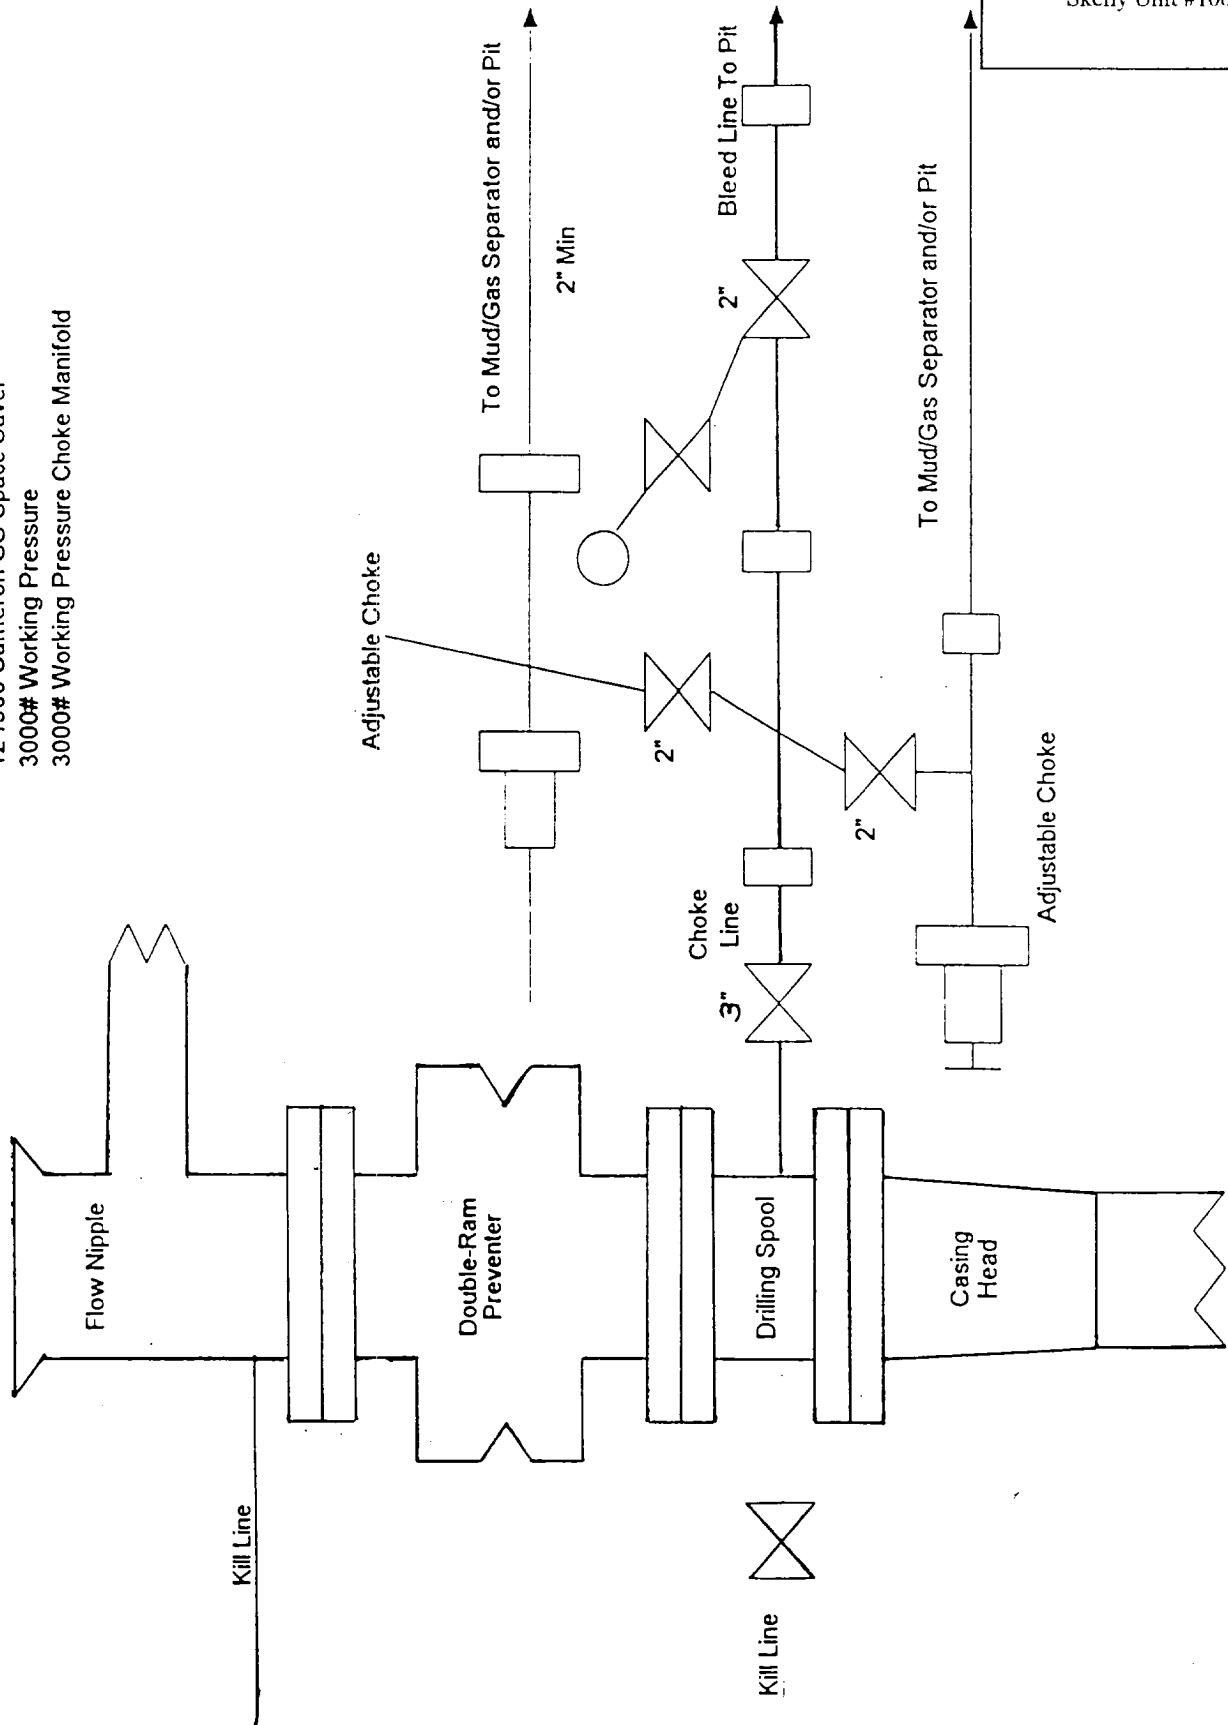 3000# Working Pressure
3000# Working Pressure Choke Manifold
Skelly Unit
Flow Nipple
Kill Line
Double-Ram
Preventer
Drilling Spool
Casing
Head
Kill Line
Adjustable Choke
To Mud/Gas Separator and/or Pit
2" Min
Choke
Line
3"
2"
2"
2"
Bleed Line To Pit
To Mud/Gas Separator and/or Pit
Adjustable Choke